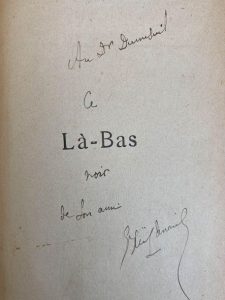 Au Dr
Ce
Là-Bas
noir
de son ami